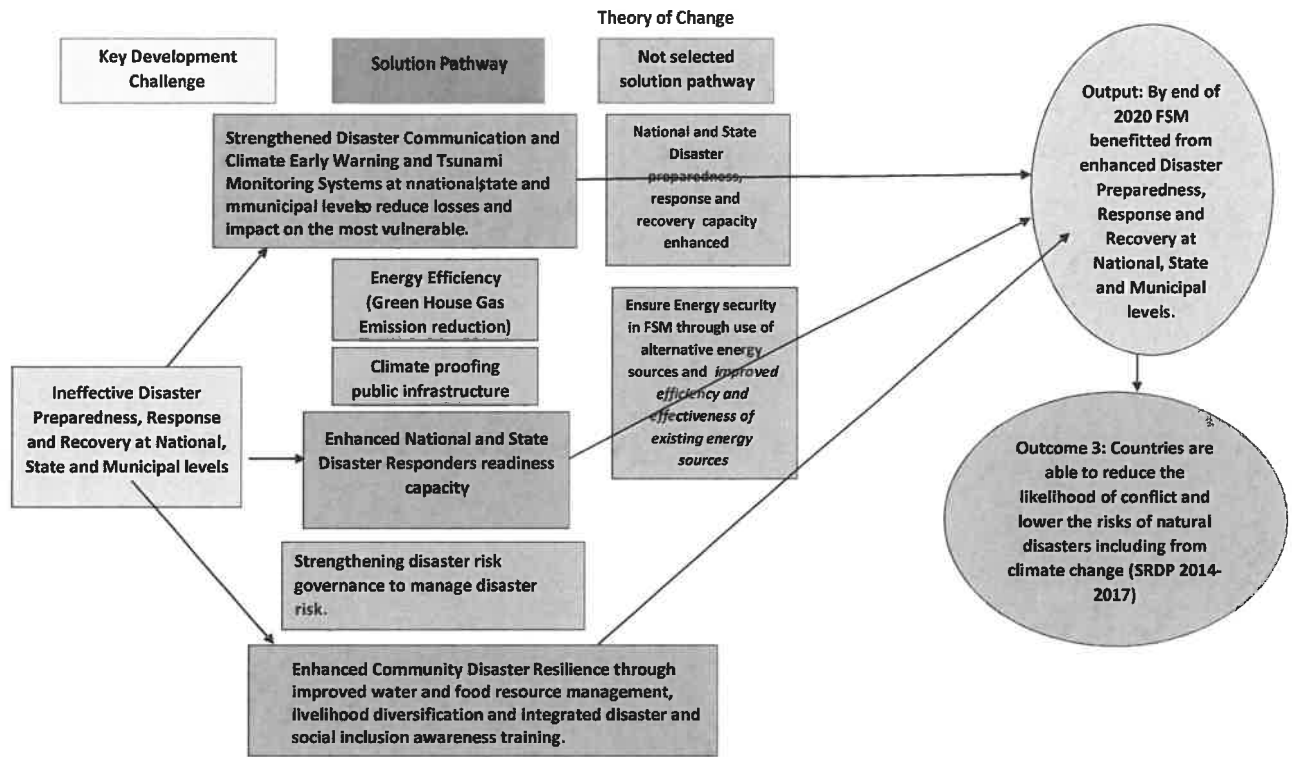 Theory of Change
Key Development
Challenge
Solution Pathway
Not selected
solution pathway
Strengthened Disaster Communication and
Climate Early Warning and Tsunami
Monitoring Systems at nnational,state and
mmunicipal levels to reduce losses and
impact on the most vulnerable.
National and State
Disaster
preparedness,
response and
recovery capacity
enhanced
Energy Efficiency
(Green House Gas
Emission reduction)
Climate proofing
public infrastructure
Ensure Energy security
in FSM through use of
alternative energy
sources and improved
efficiency and
effectiveness of
existing energy
sources
Ineffective Disaster
Preparedness, Response
and Recovery at National,
State and Municipal levels
Enhanced National and State
Disaster Responders readiness
capacity
Strengthening disaster risk
governance to manage disaster
risk.
Enhanced Community Disaster Resilience through
improved water and food resource management,
livelihood diversification and integrated disaster and
social inclusion awareness training.
Output: By end of
2020 FSM
benefitted from
enhanced Disaster
Preparedness,
Response and
Recovery at
National, State
and Municipal
levels.
Outcome 3: Countries are
able to reduce the
likelihood of conflict and
lower the risks of natural
disasters including from
climate change (SRDP 2014-
2017)